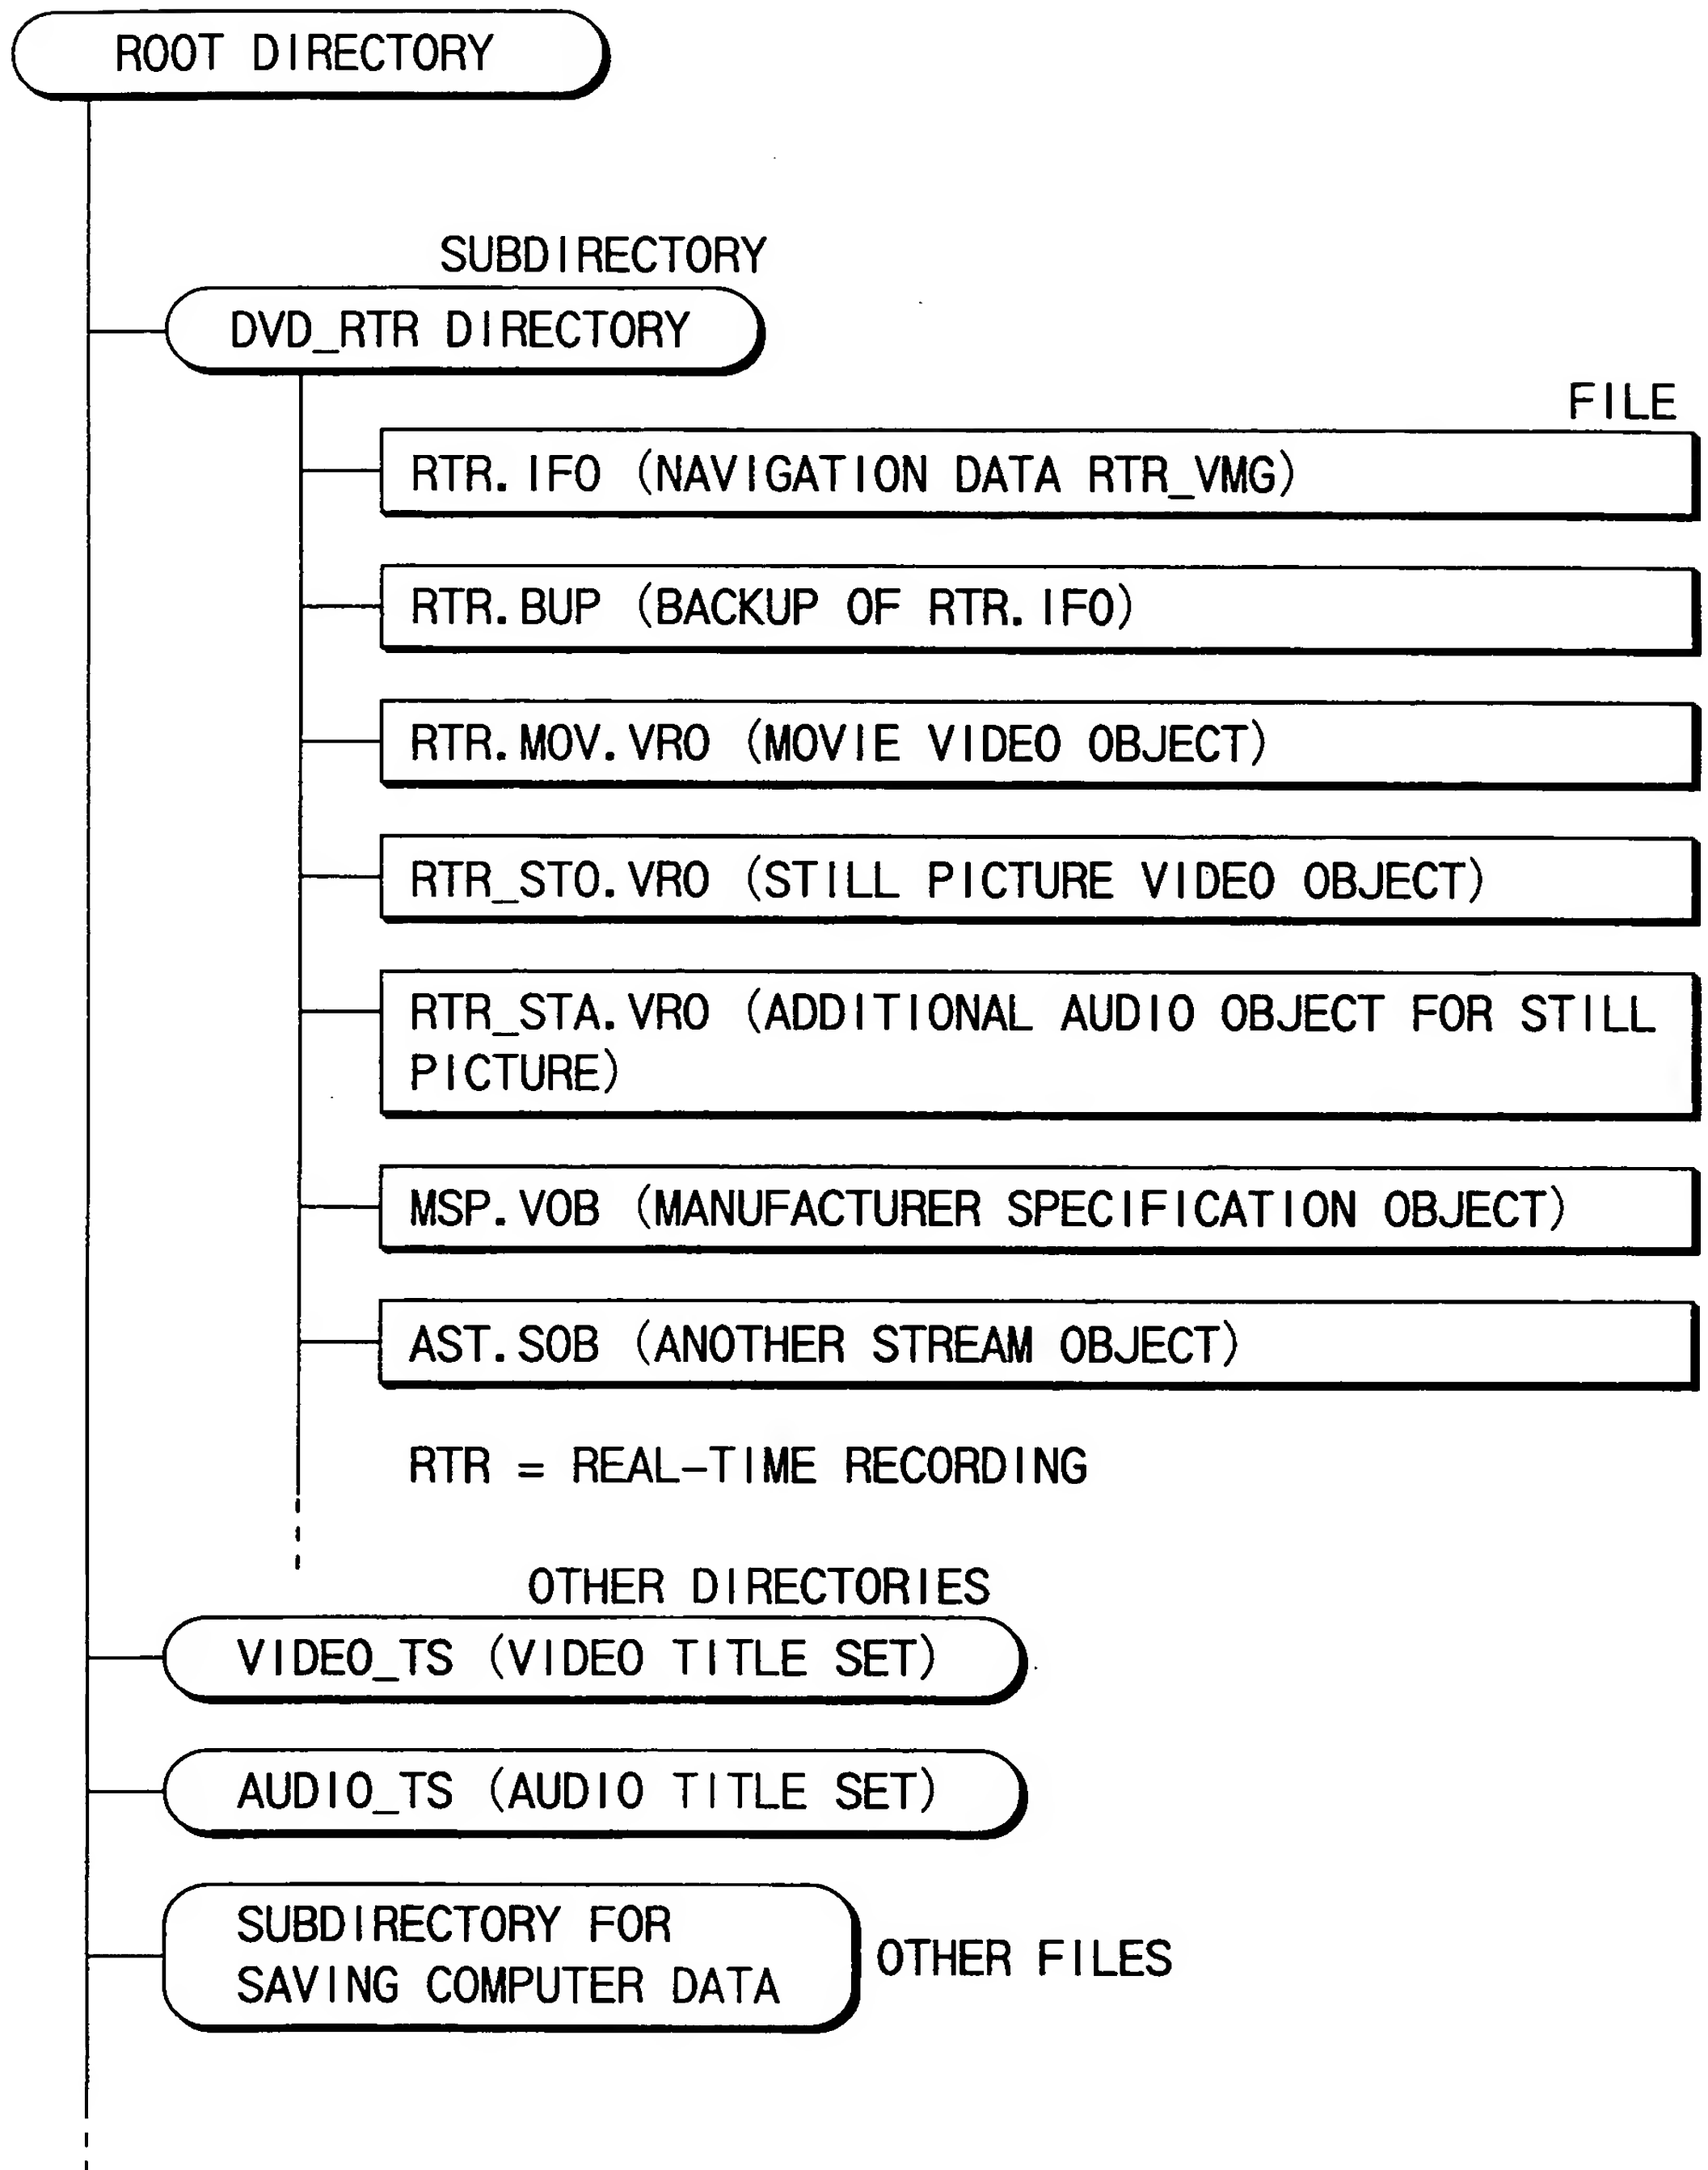 ROOT DIRECTORY
SUBDIRECTORY
DVD_RTR DIRECTORY
FILE
RTR.IFO (NAVIGATION DATA RTR_VMG)
RTR.BUP (BACKUP OF RTR.IFO)
RTR.MOV.VRO (MOVIE VIDEO OBJECT)
RTR_STO.VRO (STILL PICTURE VIDEO OBJECT)
RTR_STA.VRO (ADDITIONAL AUDIO OBJECT FOR STILL
PICTURE)
MSP.VOB (MANUFACTURER SPECIFICATION OBJECT)
AST.SOB (ANOTHER STREAM OBJECT)
RTR = REAL-TIME RECORDING
OTHER DIRECTORIES
VIDEO_TS (VIDEO TITLE SET)
AUDIO_TS (AUDIO TITLE SET)
SUBDIRECTORY FOR
SAVING COMPUTER DATA
OTHER FILES